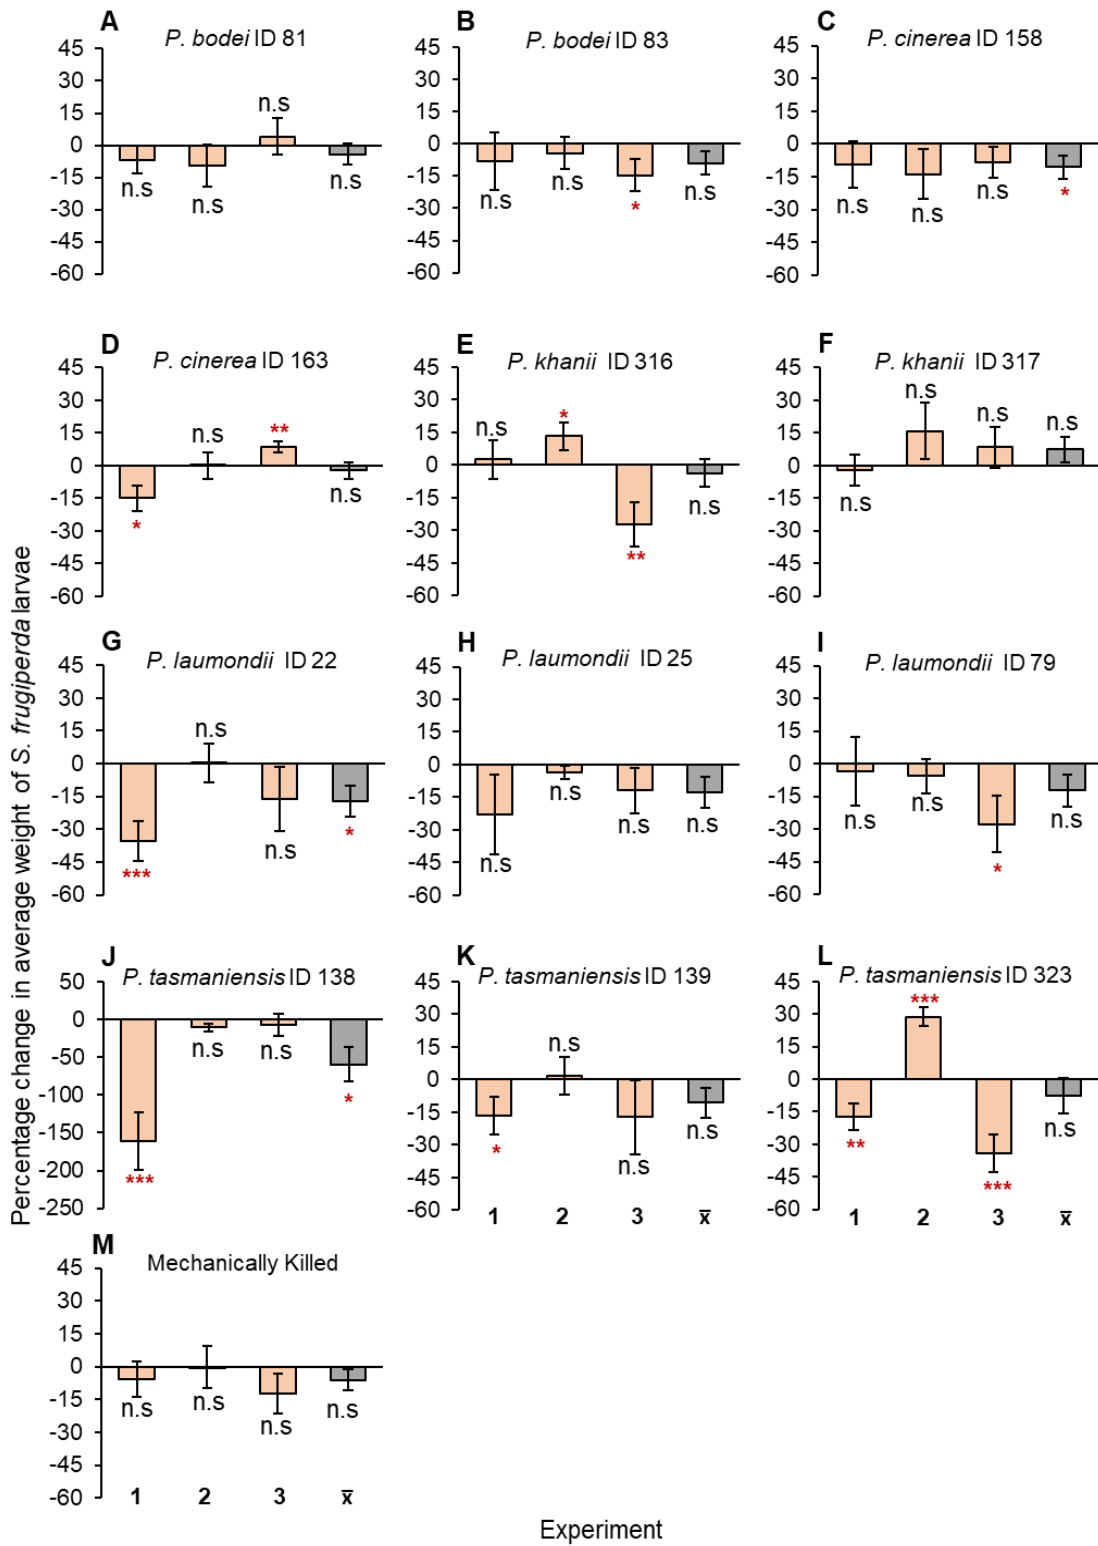 Percentage change in average weight of S. frugiperda larvae
A
P. bodei ID 81
45
30
15
0
-15
-30
-45
-60
n.s
n.s
n.s
n.s
B
P. bodei ID 83
45
30
15
0
-15
-30
-45
-60
n.s
n.s
*
n.s
C
P. cinerea ID 158
45
30
15
0
-15
-30
-45
-60
n.s
n.s
n.s
*
D
P. cinerea ID 163
45
30
15
0
-15
-30
-45
-60
*
n.s
**
n.s
E
P. khanii ID 316
45
30
15
0
-15
-30
-45
-60
n.s
*
**
n.s
F
P. khanii ID 317
45
30
15
0
-15
-30
-45
-60
n.s
n.s
n.s
n.s
G
P. laumondii ID 22
45
30
15
0
-15
-30
-45
-60
***
n.s
n.s
*
H
P. laumondii ID 25
45
30
15
0
-15
-30
-45
-60
n.s
n.s
n.s
n.s
I
P. laumondii ID 79
45
30
15
0
-15
-30
-45
-60
n.s
n.s
*
n.s
J
P. tasmaniensis ID 138
50
0
-50
-100
-150
-200
-250
***
n.s
n.s
*
K
P. tasmaniensis ID 139
45
30
15
0
-15
-30
-45
-60
*
n.s
n.s
n.s
1 2 3 x̅
L
P. tasmaniensis ID 323
45
30
15
0
-15
-30
-45
-60
**
***
***
n.s
1 2 3 x̅
M
Mechanically Killed
45
30
15
0
-15
-30
-45
-60
n.s
n.s
n.s
n.s
1 2 3 x̅
Experiment